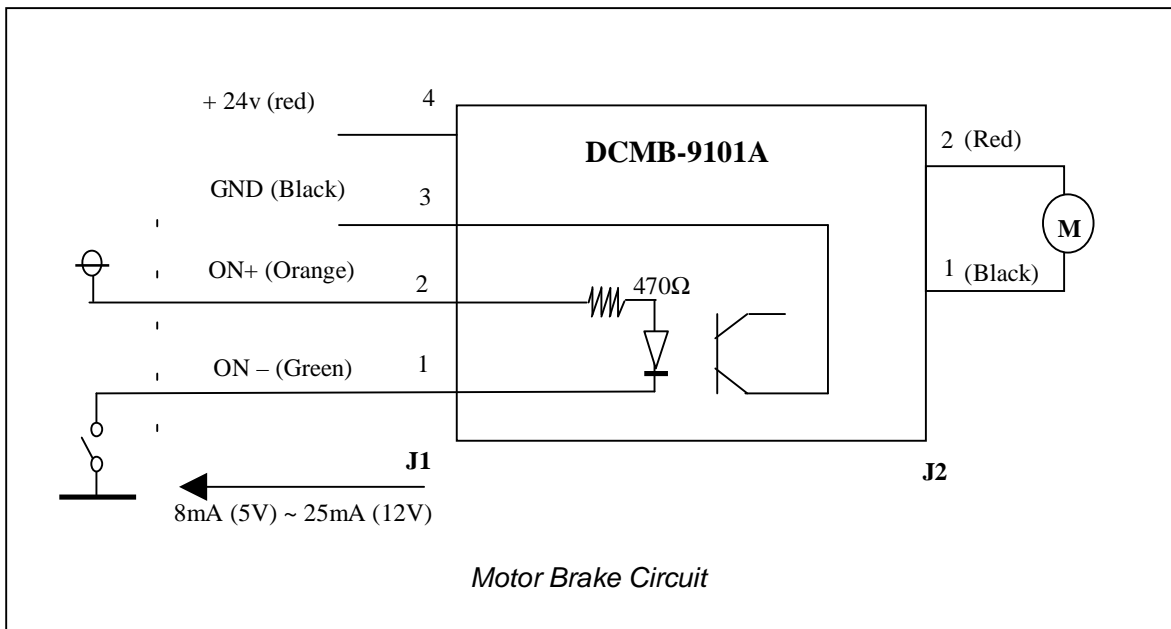 + 24v (red) 4
DCMB-9101A
2 (Red)
GND (Black) 3
M
ON+ (Orange) 2
470Ω
1 (Black)
ON – (Green) 1
J1
J2
8mA (5V) ~ 25mA (12V)
Motor Brake Circuit